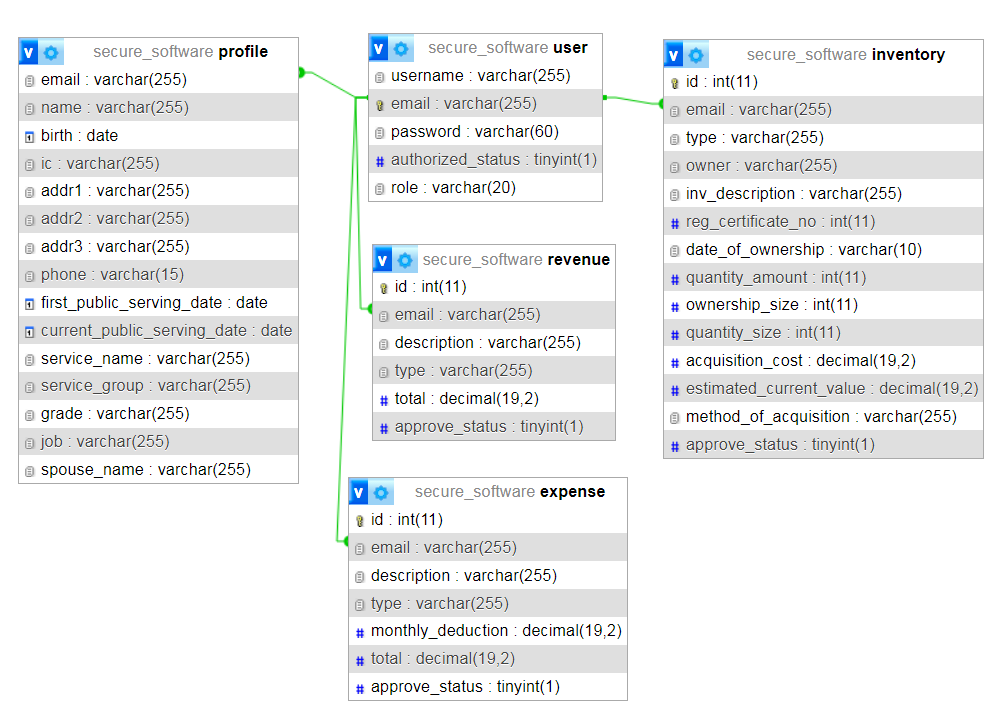 v secure_software profile
email : varchar(255)
name : varchar(255)
birth : date
ic : varchar(255)
addr1 : varchar(255)
addr2 : varchar(255)
addr3 : varchar(255)
phone : varchar(15)
first_public_serving_date : date
current_public_serving_date : date
service_name : varchar(255)
service_group : varchar(255)
grade : varchar(255)
job : varchar(255)
spouse_name : varchar(255)
v secure_software user
username : varchar(255)
email : varchar(255)
password : varchar(60)
# authorized_status : tinyint(1)
role : varchar(20)
v secure_software revenue
id : int(11)
email : varchar(255)
description : varchar(255)
type : varchar(255)
# total : decimal(19,2)
# approve_status : tinyint(1)
v secure_software expense
id : int(11)
email : varchar(255)
description : varchar(255)
type : varchar(255)
# monthly_deduction : decimal(19,2)
# total : decimal(19,2)
# approve_status : tinyint(1)
v secure_software inventory
id : int(11)
email : varchar(255)
type : varchar(255)
owner : varchar(255)
inv_description : varchar(255)
# reg_certificate_no : int(11)
date_of_ownership : varchar(10)
# quantity_amount : int(11)
# ownership_size : int(11)
# quantity_size : int(11)
# acquisition_cost : decimal(19,2)
# estimated_current_value : decimal(19,2)
method_of_acquisition : varchar(255)
# approve_status : tinyint(1)